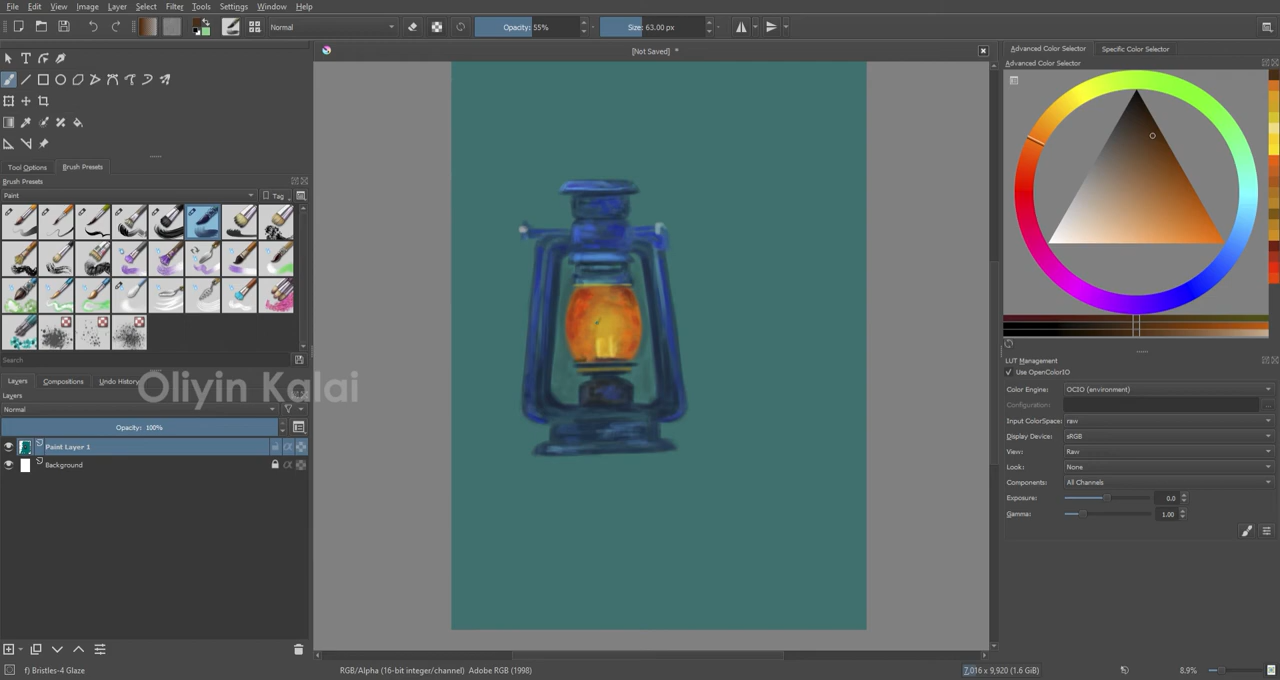 File Edit View Image Layer Select Filter Tools Settings Window Help
Normal Opacity: 55% Size: 63.00 px
[Not Saved] *
Advanced Color Selector Specific Color Selector
Advanced Color Selector
Tool Options Brush Presets
Brush Presets
Paint Tag
Search
Layers Compositions Undo History
Oliyin Kalai
Layers
Normal
Opacity: 100%
Paint Layer 1
Background
LUT Management
Use OpenColorIO
Color Engine: OCIO (environment)
Configuration: ...
Input ColorSpace: raw
Display Device: sRGB
View: Raw
Look: None
Components: All Channels
Exposure: 0.0
Gamma: 1.00
f) Bristles-4 Glaze
RGB/Alpha (16-bit integer/channel) Adobe RGB (1998)
7,016 x 9,920 (1.6 GiB)
8.9%